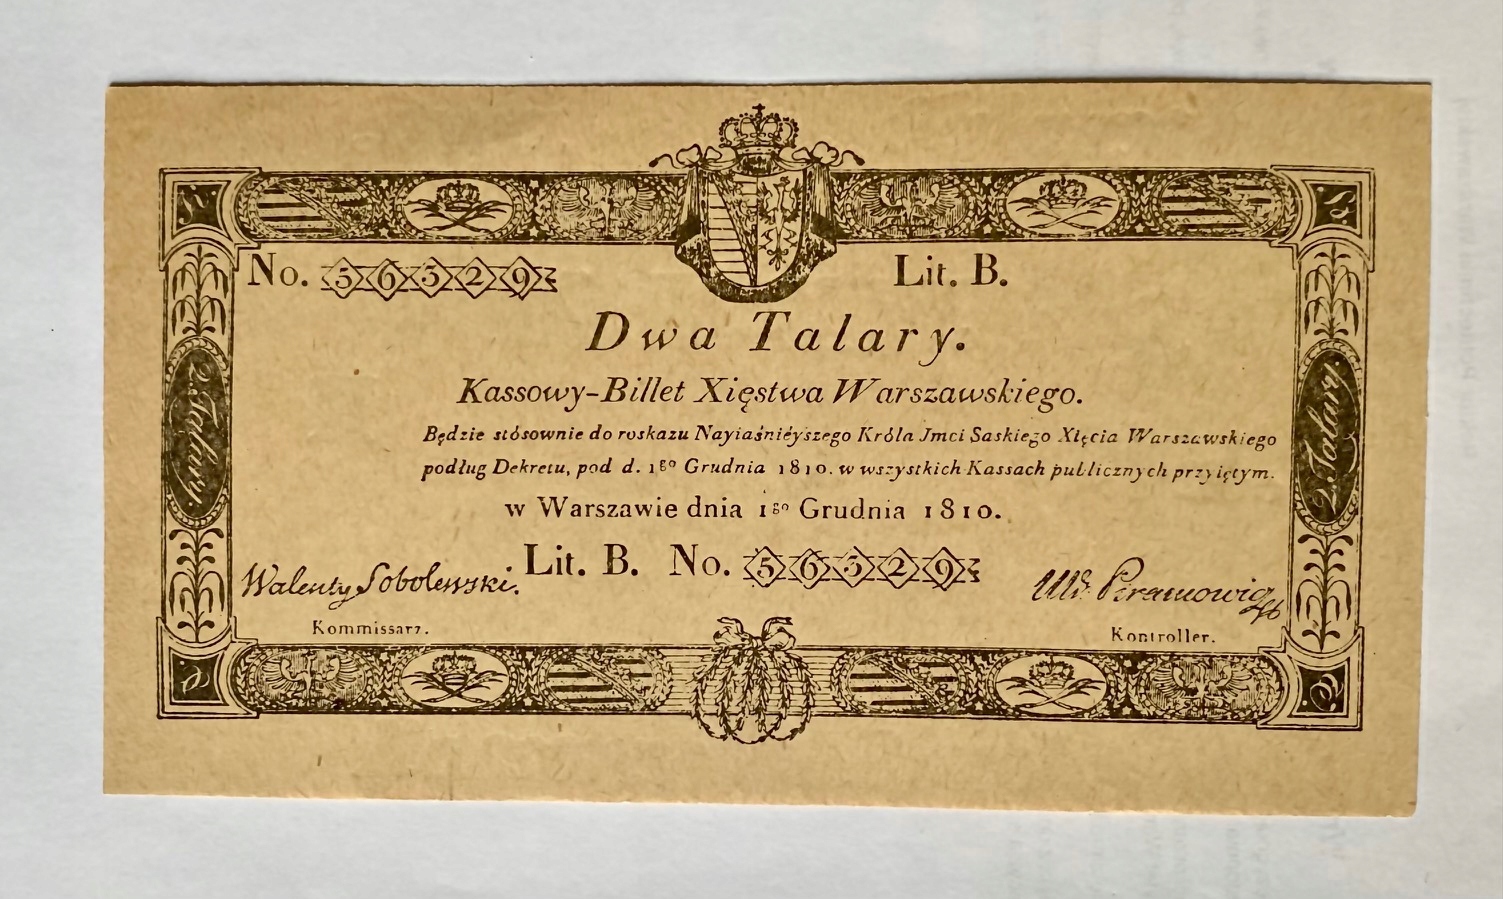 No. 56329
Lit. B.
Dwa Talary.
Kassowy-Billet Xięstwa Warszawskiego.
Będzie stósownie do roskazu Nayiaśniéyszego Króla Jmci Saskiego Xięcia Warszawskiego
podług Dekretu, pod d. 1go Grudnia 1810. w wszystkich Kassach publicznych przyiętym.
w Warszawie dnia 1go Grudnia 1810.
Lit. B. No. 56329
Walenty Sobolewski.
Kommissarz.
Kontroller.
2. Talary.
2. Talary.